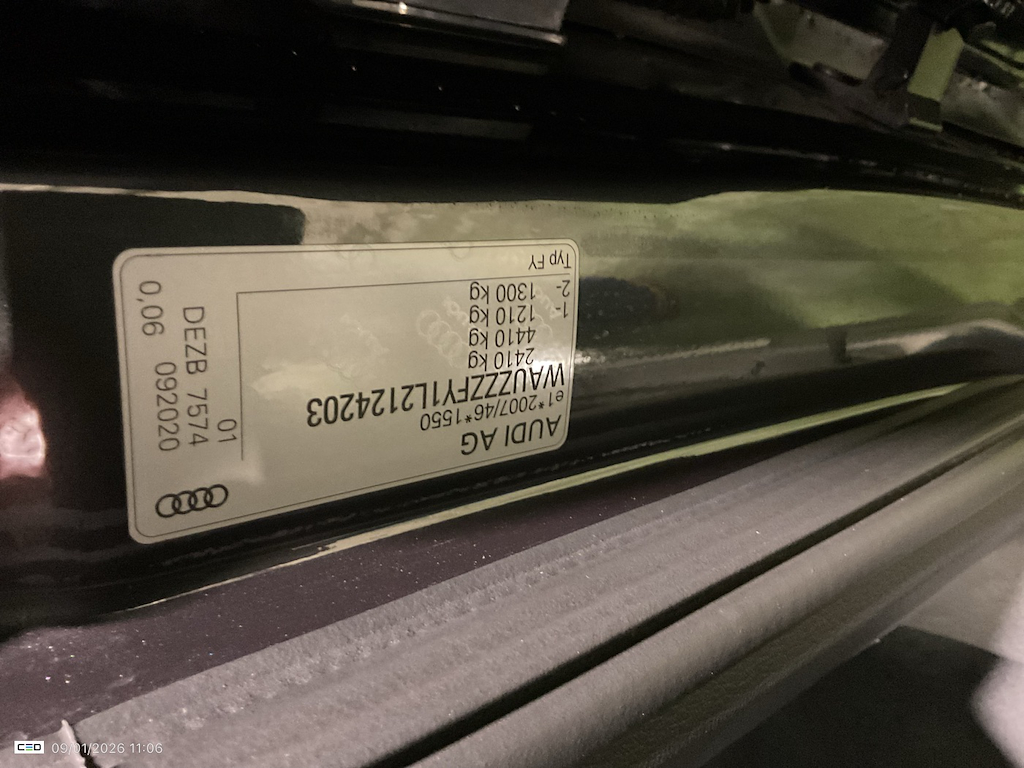 AUDI AG
e1*2007/46*1550
WAUZZZFY1L2124203
2410 kg
4410 kg
1- 1210 kg
2- 1300 kg
Typ FY
01
DEZB 7574
0,06 092020
CEO 09/01/2026 11:06